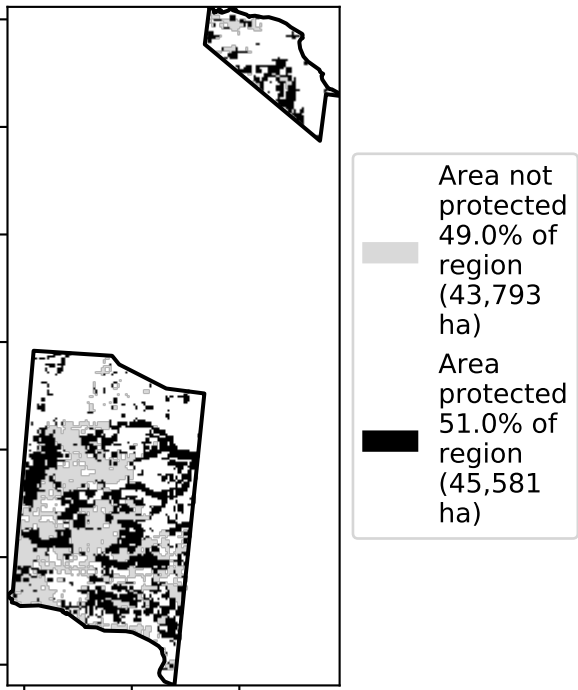 Area not
protected
49.0% of
region
(43,793
ha)
Area
protected
51.0% of
region
(45,581
ha)